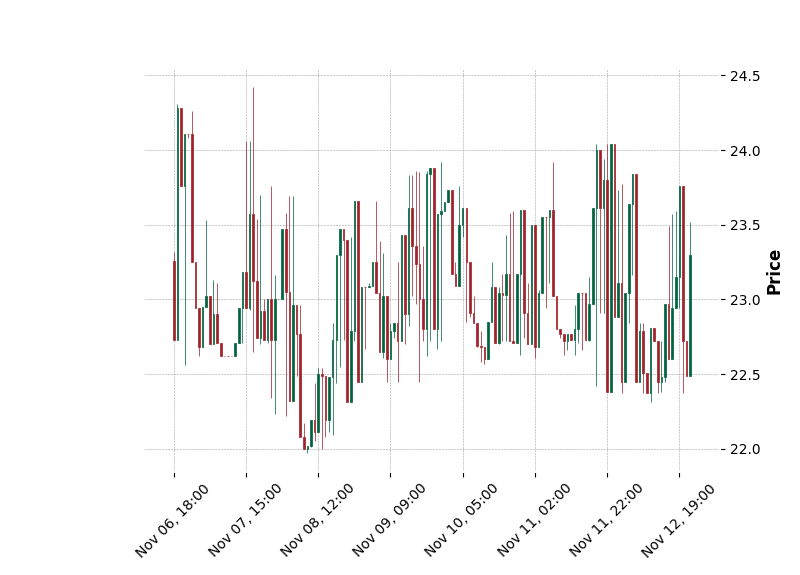 24.5
24.0
23.5
23.0
22.5
22.0
Price
Nov 06, 18:00
Nov 07, 15:00
Nov 08, 12:00
Nov 09, 09:00
Nov 10, 05:00
Nov 11, 02:00
Nov 11, 22:00
Nov 12, 19:00